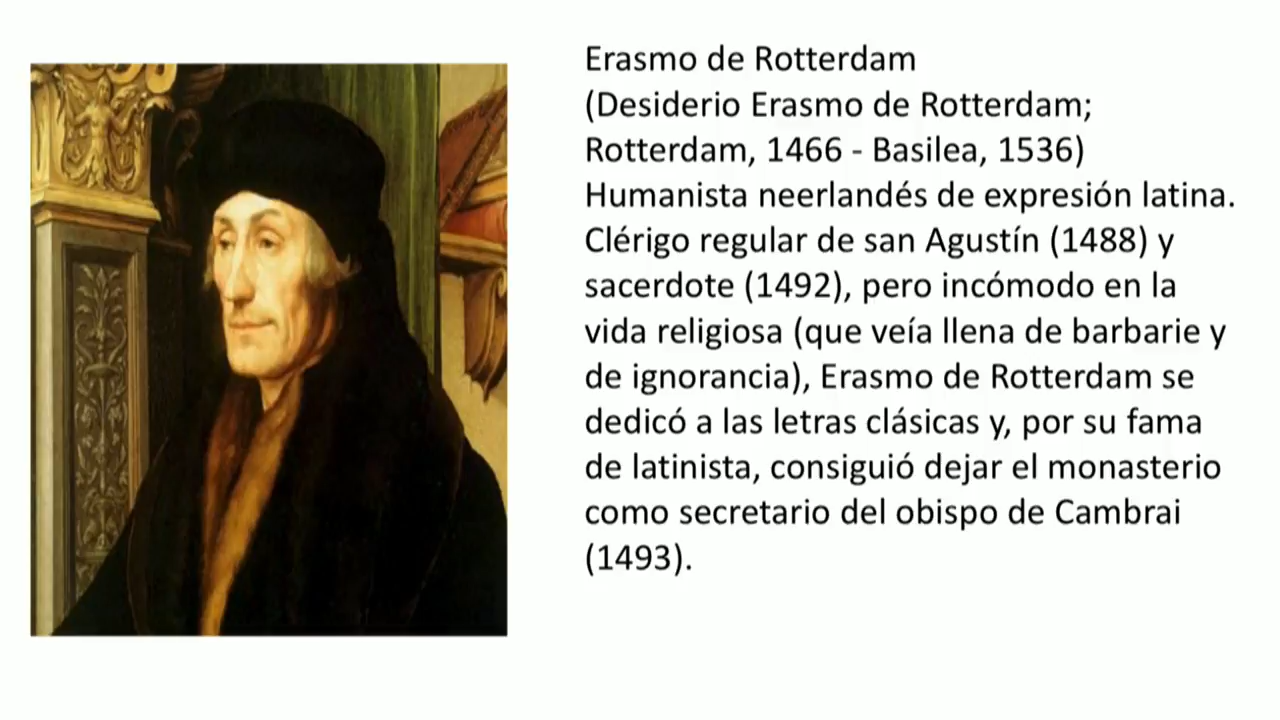 Erasmo de Rotterdam
(Desiderio Erasmo de Rotterdam;
Rotterdam, 1466 - Basilea, 1536)
Humanista neerlandés de expresión latina.
Clérigo regular de san Agustín (1488) y
sacerdote (1492), pero incómodo en la
vida religiosa (que veía llena de barbarie y
de ignorancia), Erasmo de Rotterdam se
dedicó a las letras clásicas y, por su fama
de latinista, consiguió dejar el monasterio
como secretario del obispo de Cambrai
(1493).